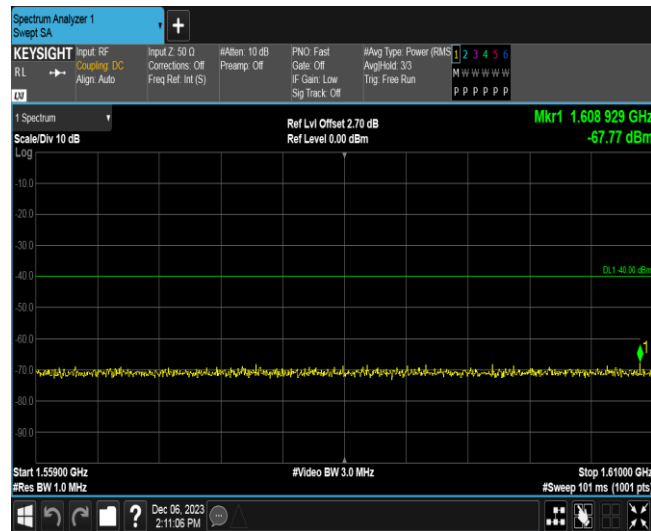 Spectrum Analyzer 1
Swept SA
KEYSIGHT
RL
LXI
Input: RF
Coupling: DC
Align: Auto
Input Z: 50 Ω
Corrections: Off
Freq Ref: Int (S)
#Atten: 10 dB
Preamp: Off
PNO: Fast
Gate: Off
IF Gain: Low
Sig Track: Off
#Avg Type: Power (RMS
Avg|Hold: 3/3
Trig: Free Run
1 2 3 4 5 6
M W W W W W
P P P P P P
1 Spectrum
Scale/Div 10 dB
Log
Ref Lvl Offset 2.70 dB
Ref Level 0.00 dBm
Mkr1 1.608 929 GHz
-67.77 dBm
-10.0
-20.0
-30.0
-40.0
DL1 -40.00 dBm
-50.0
-60.0
1
-70.0
-80.0
-90.0
Start 1.55900 GHz
#Video BW 3.0 MHz
Stop 1.61000 GHz
#Res BW 1.0 MHz
#Sweep 101 ms (1001 pts
?
Dec 06, 2023
2:11:06 PM